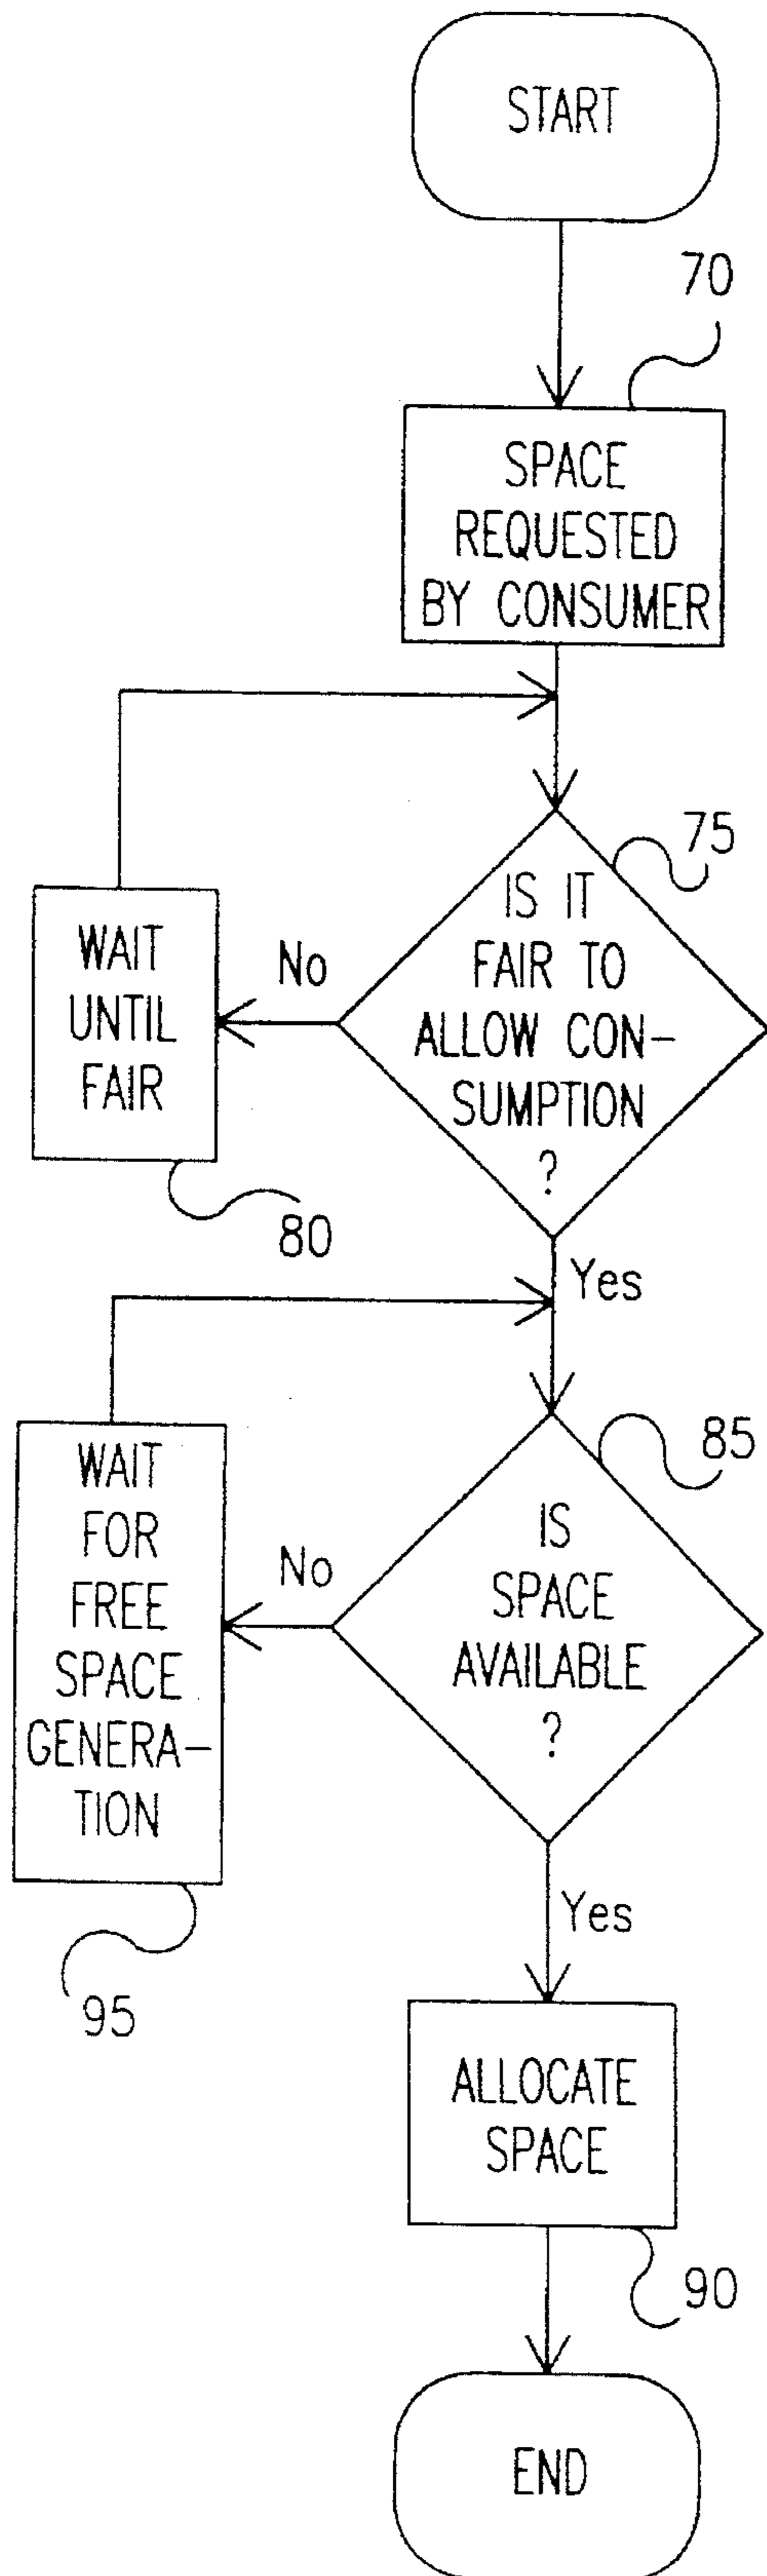 START
70
SPACE
REQUESTED
BY CONSUMER
75
IS IT
FAIR TO
ALLOW CON-
SUMPTION
?
No
WAIT
UNTIL
FAIR
80
Yes
85
IS
SPACE
AVAILABLE
?
No
WAIT
FOR
FREE
SPACE
GENERA-
TION
95
Yes
ALLOCATE
SPACE
90
END